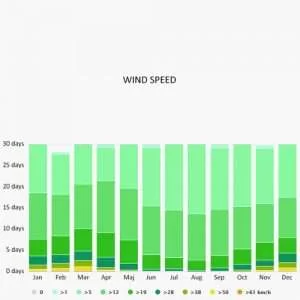 WIND SPEED
30 days
25 days
20 days
15 days
10 days
5 days
0 days
Jan Feb Mar Apr Maj Jun Jul Aug Sep Oct Nov Dec
0 >1 >5 >12 >19 >28 >38 >50 >61 km/h